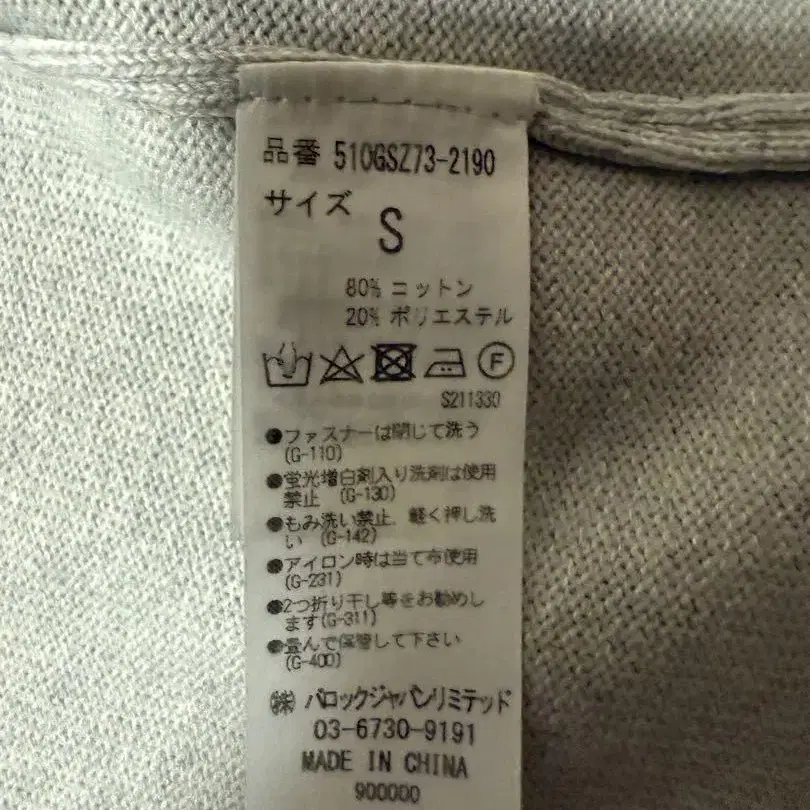 品番 510GSZ73-2190
サイズ
S
80% コットン
20% ポリエステル
F
S211330
●ファスナーは閉じて洗う
(G-110)
●蛍光増白剤入り洗剤は使用
禁止 (G-130)
●もみ洗い禁止、軽く押し洗
い (G-142)
●アイロン時は当て布使用
(G-231)
●2つ折り干し等をお勧めし
ます(G-311)
●畳んで保管して下さい
(G-400)
㈱ バロックジャパンリミテッド
03-6730-9191
MADE IN CHINA
900000